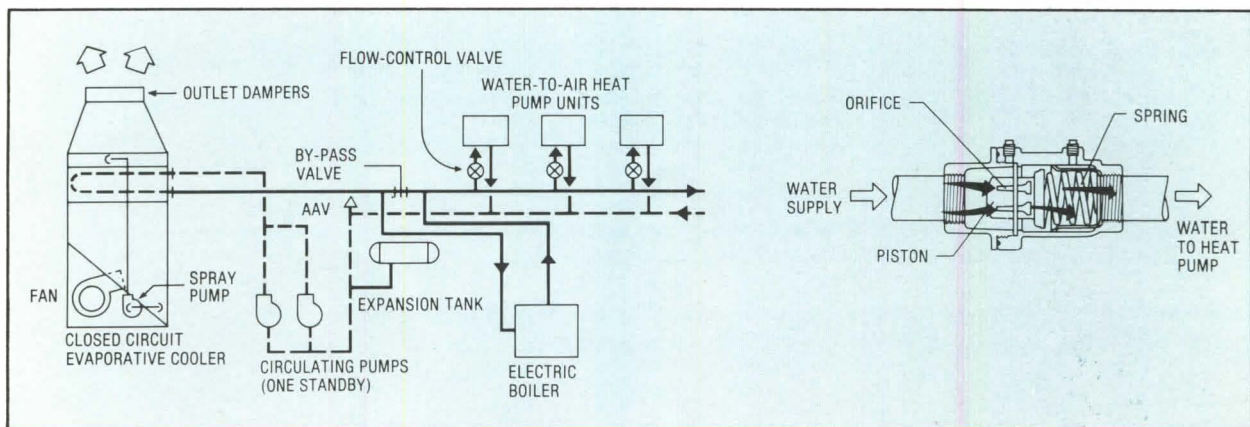 OUTLET DAMPERS
FLOW-CONTROL VALVE
WATER-TO-AIR HEAT
PUMP UNITS
BY-PASS
VALVE
AAV
FAN
SPRAY
PUMP
EXPANSION TANK
CLOSED CIRCUIT
EVAPORATIVE COOLER
CIRCULATING PUMPS
(ONE STANDBY)
ELECTRIC
BOILER
ORIFICE
SPRING
WATER
SUPPLY
PISTON
WATER
TO HEAT
PUMP